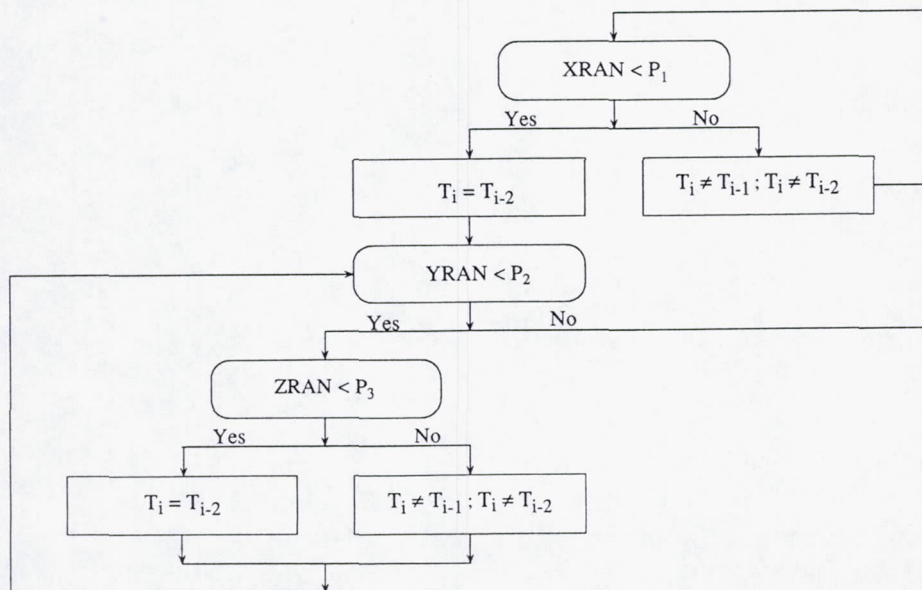 XRAN < P₁
Yes No
Tᵢ = Tᵢ₋₂ Tᵢ ≠ Tᵢ₋₁ ; Tᵢ ≠ Tᵢ₋₂
YRAN < P₂
Yes No
ZRAN < P₃
Yes No
Tᵢ = Tᵢ₋₂ Tᵢ ≠ Tᵢ₋₁ ; Tᵢ ≠ Tᵢ₋₂